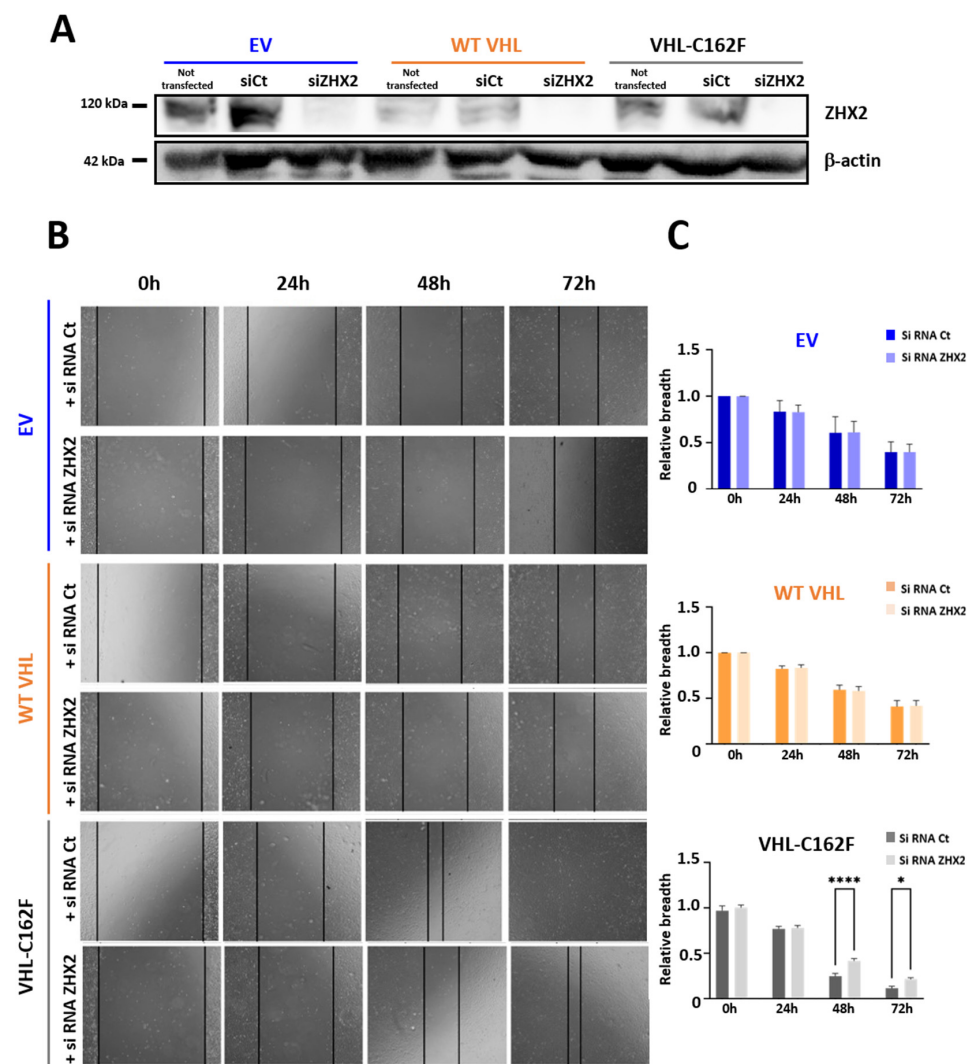 A
EV
WT VHL
VHL-C162F
Not transfected
siCt
siZHX2
Not transfected
siCt
siZHX2
Not transfected
siCt
siZHX2
120 kDa
ZHX2
42 kDa
β-actin
B
0h
24h
48h
72h
EV
+ si RNA Ct
+ si RNA ZHX2
WT VHL
+ si RNA Ct
+ si RNA ZHX2
VHL-C162F
+ si RNA Ct
+ si RNA ZHX2
C
EV
Si RNA Ct
Si RNA ZHX2
Relative breadth
1.5
1.0
0.5
0
0h 24h 48h 72h
WT VHL
Si RNA Ct
Si RNA ZHX2
Relative breadth
1.5
1.0
0.5
0
0h 24h 48h 72h
VHL-C162F
Si RNA Ct
Si RNA ZHX2
Relative breadth
1.5
1.0
0.5
0
**** *
0h 24h 48h 72h